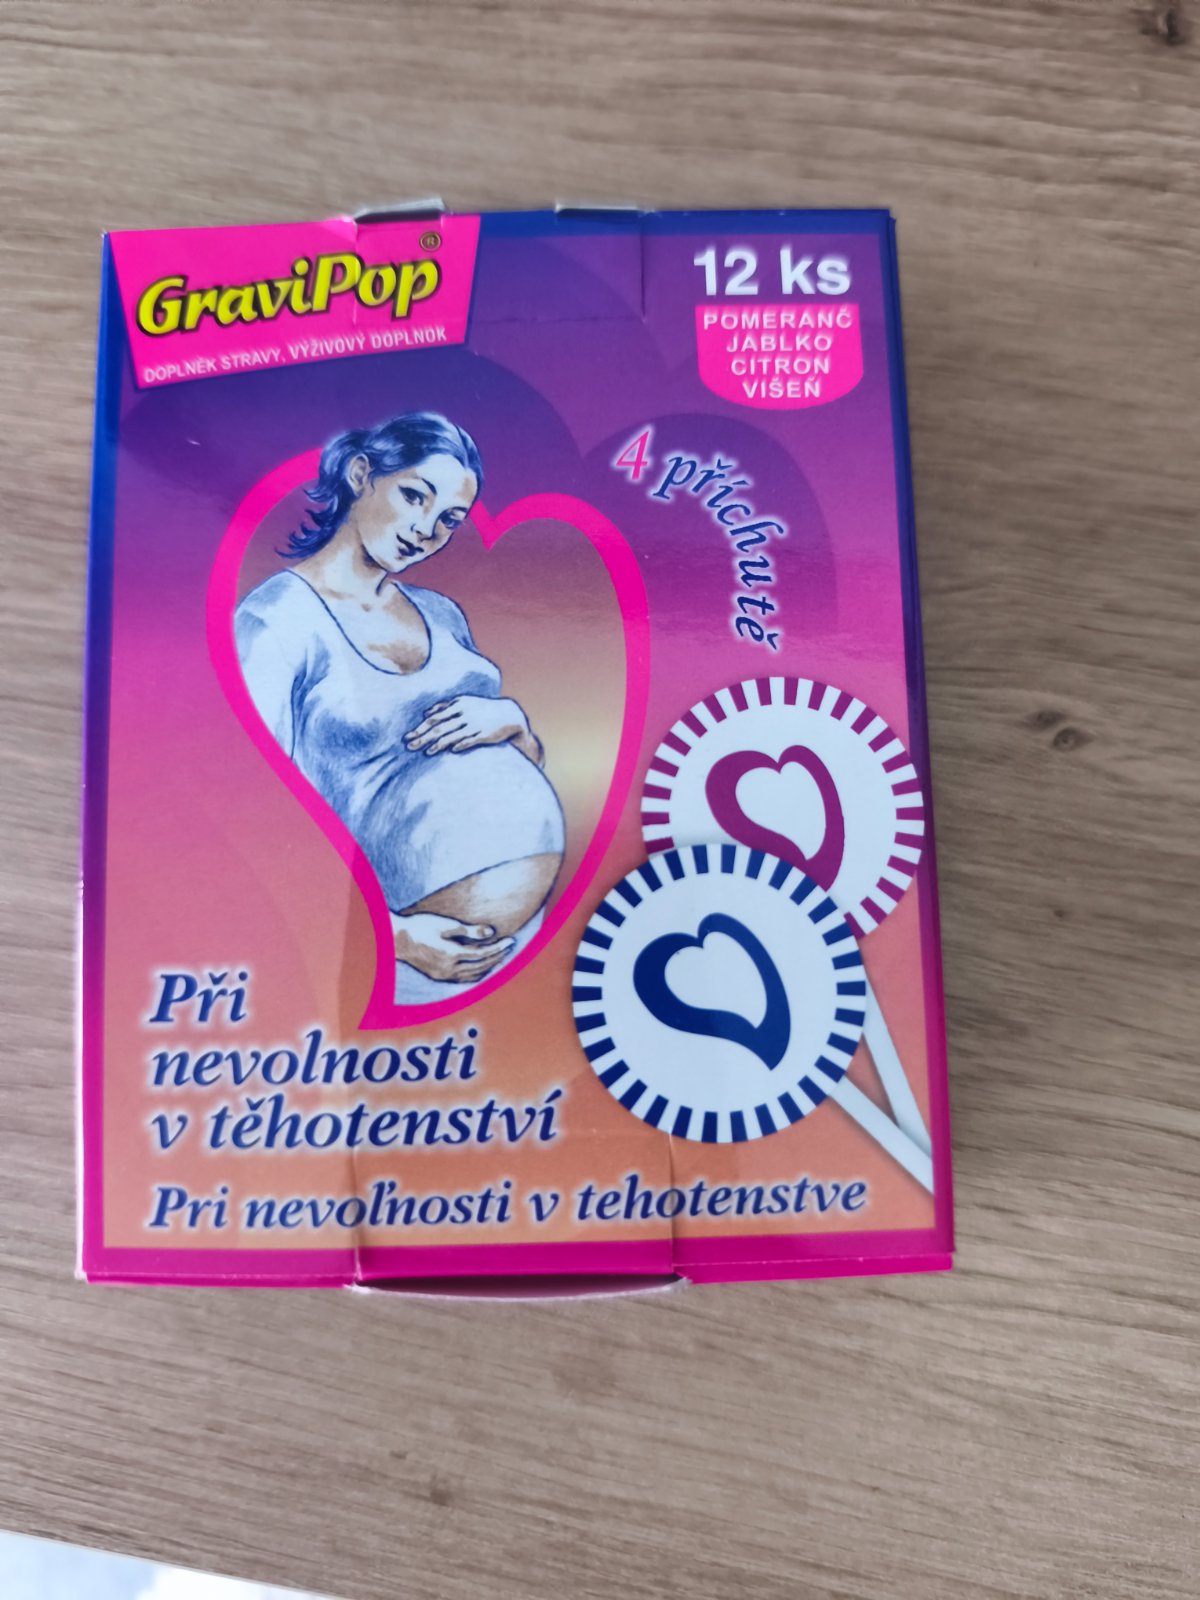 GraviPop®
DOPLNĚK STRAVY, VÝŽIVOVÝ DOPLNOK
12 ks
POMERANČ
JABLKO
CITRON
VIŠEŇ
4 příchutě
Při
nevolnosti
v těhotenství
Pri nevoľnosti v tehotenstve